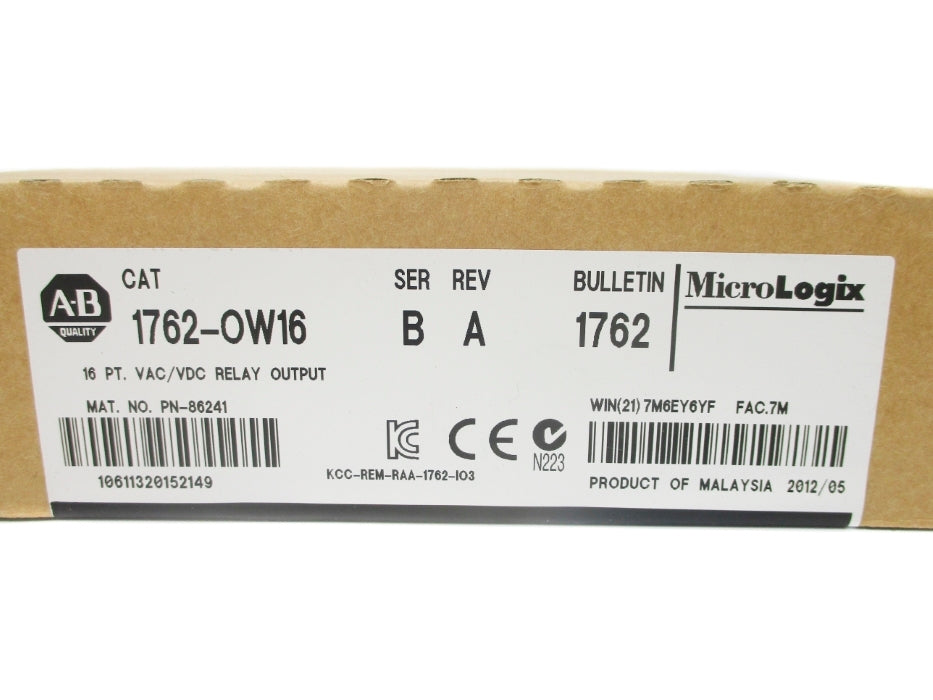 A-B
QUALITY
CAT
1762-OW16
SER REV
B A
BULLETIN
1762
MicroLogix
16 PT. VAC/VDC RELAY OUTPUT
MAT. NO. PN-86241
10611320152149
KCC-REM-RAA-1762-IO3
CE
N223
WIN(21) 7M6EY6YF FAC.7M
PRODUCT OF MALAYSIA 2012/05